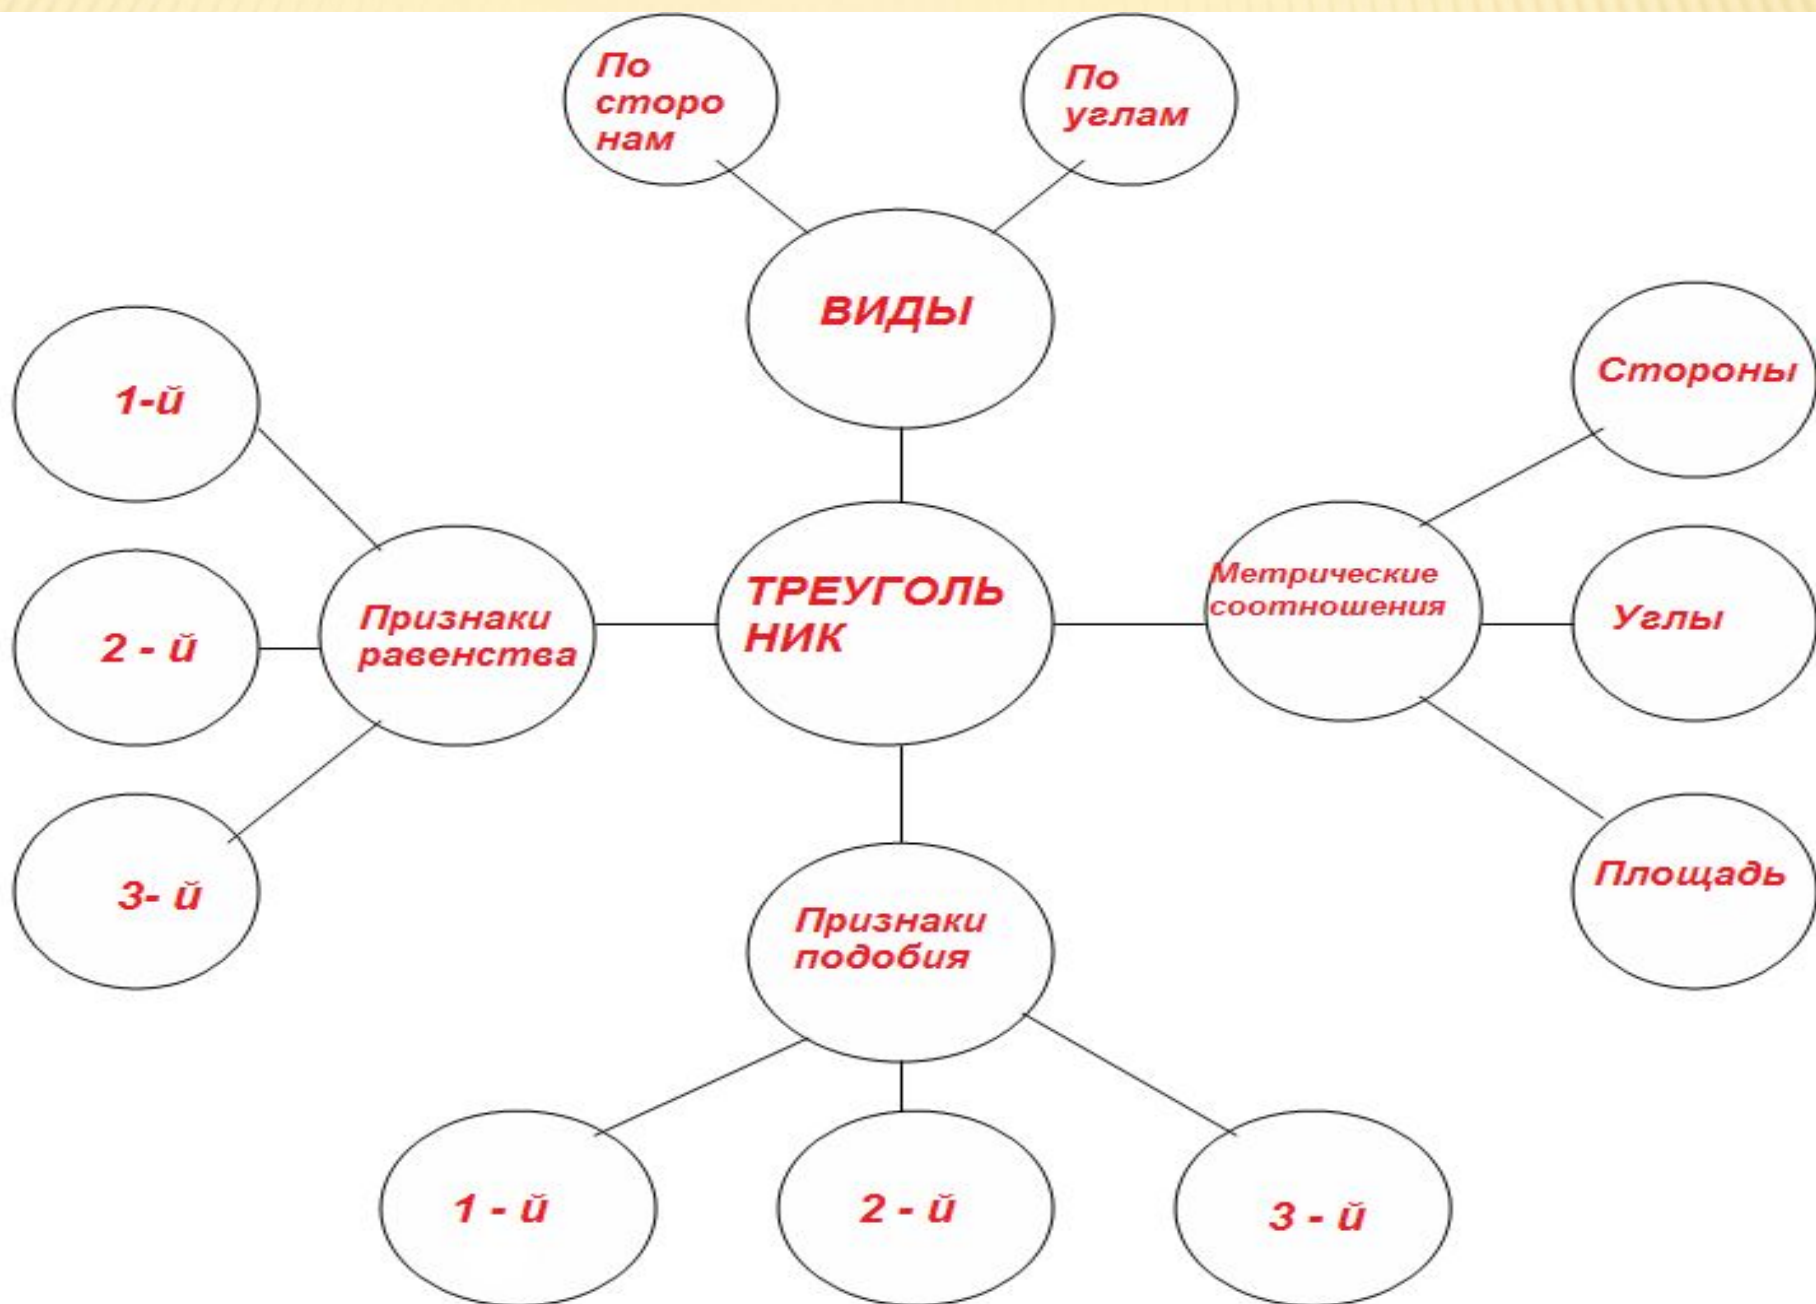 По
сторо
нам
По
углам
ВИДЫ
1-й
2 - й
3- й
Признаки
равенства
ТРЕУГОЛЬ
НИК
Метрические
соотношения
Стороны
Углы
Площадь
Признаки
подобия
1 - й
2 - й
3 - й